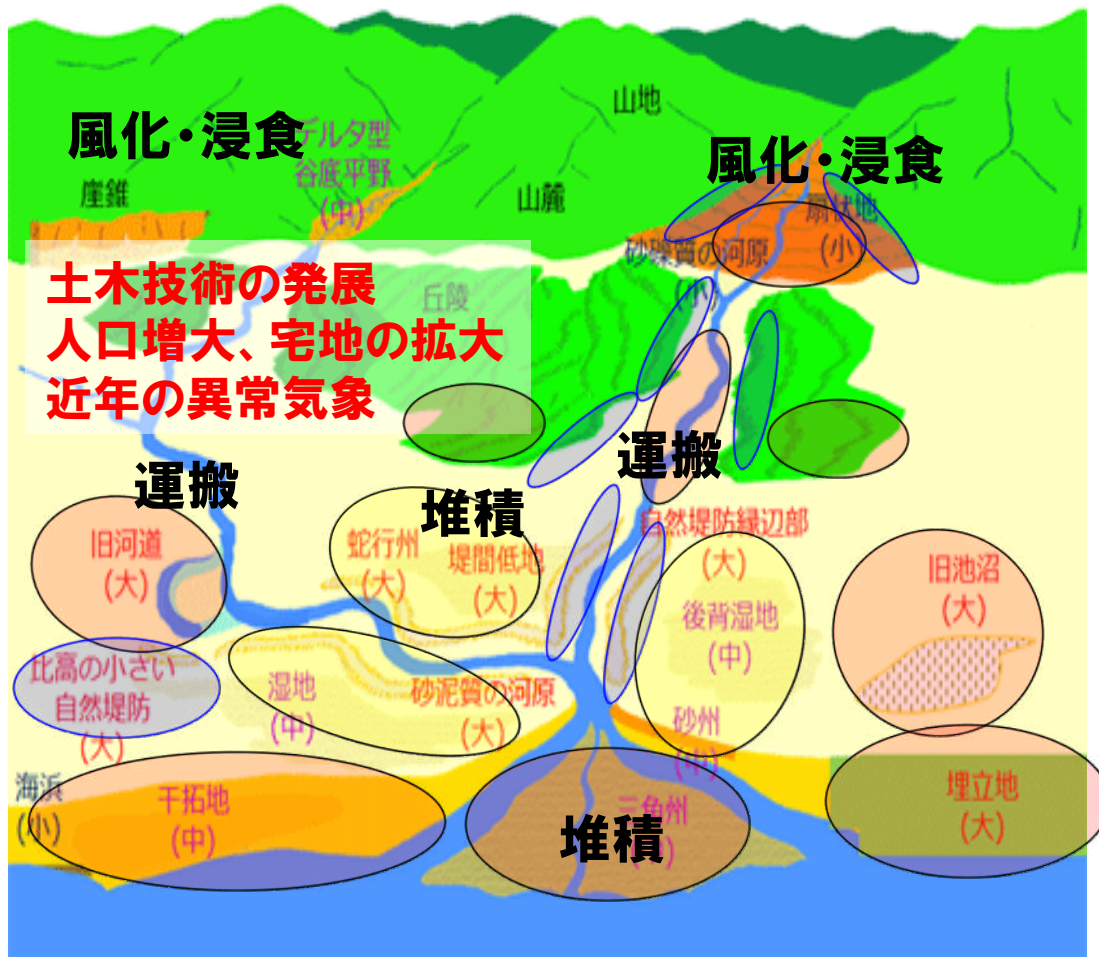 山地
風化・浸食
デルタ型
谷底平野
(中)
崖錐
山麓
風化・浸食
扇状地
(小)
砂礫質の河原
(小)
土木技術の発展
人口増大、宅地の拡大
近年の異常気象
丘陵
運搬
運搬
堆積
旧河道
(大)
蛇行州
(大)
堤間低地
(大)
自然堤防縁辺部
(大)
後背湿地
(中)
旧池沼
(大)
比高の小さい
自然堤防
(大)
湿地
(中)
砂泥質の河原
(大)
砂州
(中)
海浜
(小)
干拓地
(中)
三角州
堆積
埋立地
(大)